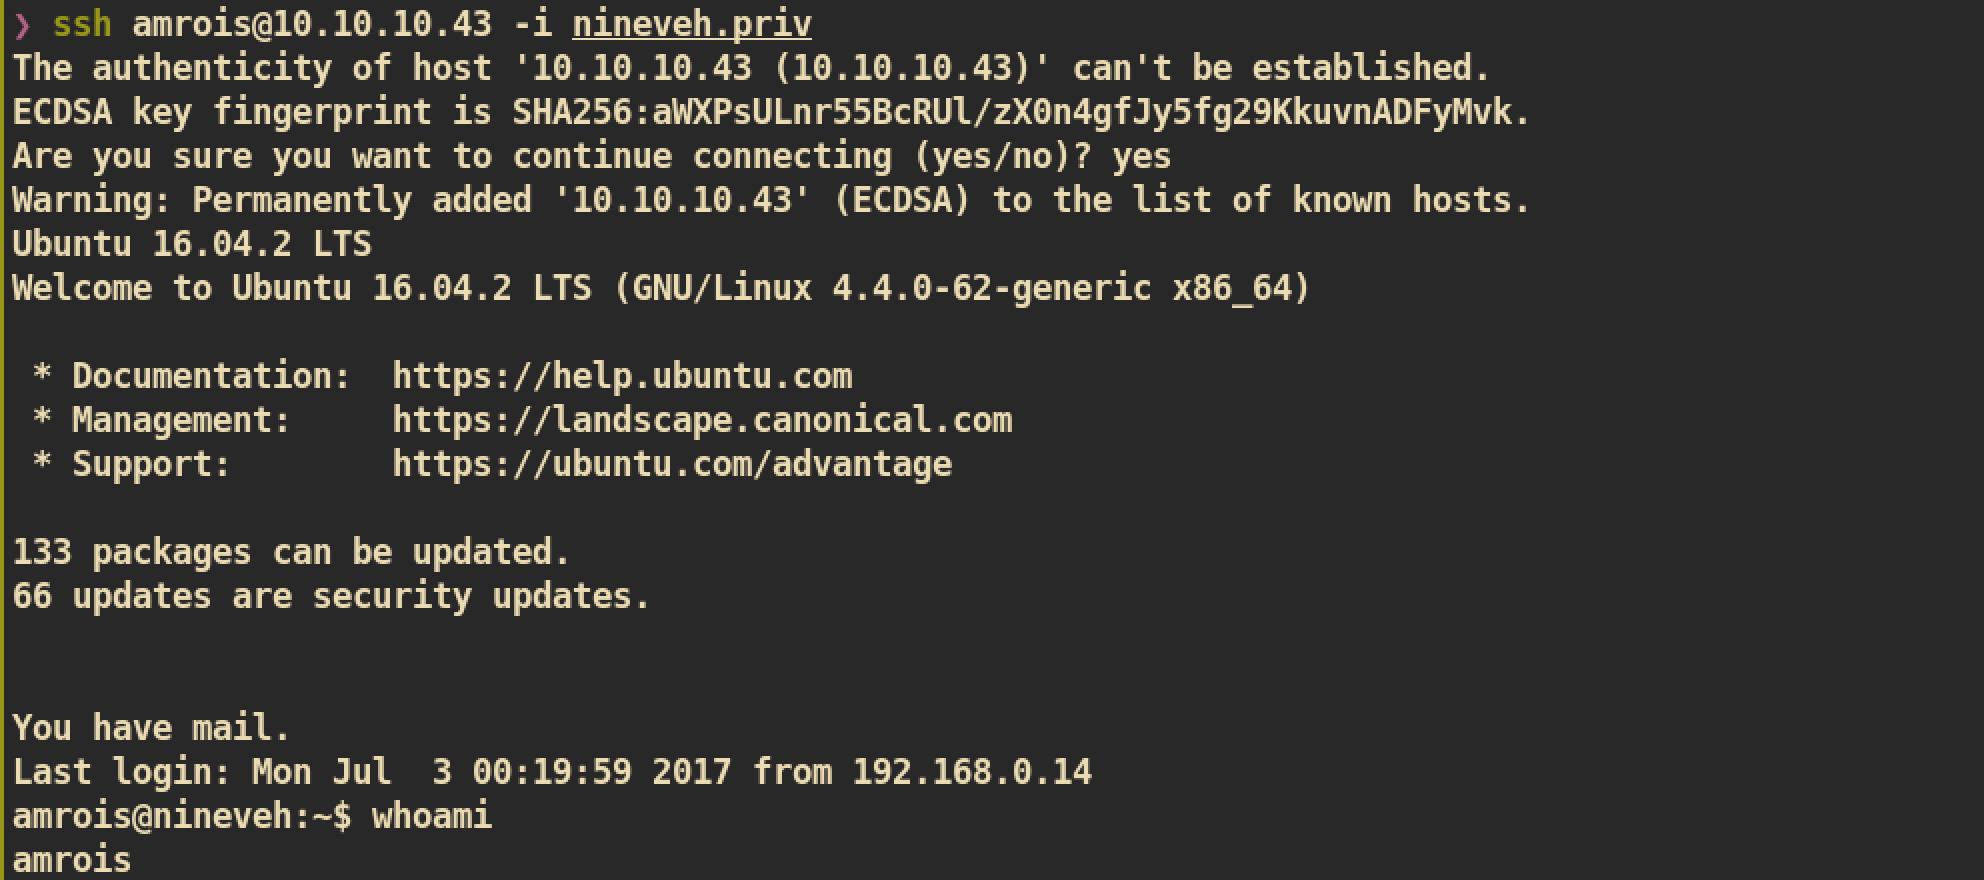 ❯ ssh amrois@10.10.10.43 -i nineveh.priv
The authenticity of host '10.10.10.43 (10.10.10.43)' can't be established.
ECDSA key fingerprint is SHA256:aWXPsULnr55BcRUl/zX0n4gfJy5fg29KkuvnADFyMvk.
Are you sure you want to continue connecting (yes/no)? yes
Warning: Permanently added '10.10.10.43' (ECDSA) to the list of known hosts.
Ubuntu 16.04.2 LTS
Welcome to Ubuntu 16.04.2 LTS (GNU/Linux 4.4.0-62-generic x86_64)
 * Documentation:  https://help.ubuntu.com
 * Management:     https://landscape.canonical.com
 * Support:        https://ubuntu.com/advantage
133 packages can be updated.
66 updates are security updates.
You have mail.
Last login: Mon Jul  3 00:19:59 2017 from 192.168.0.14
amrois@nineveh:~$ whoami
amrois